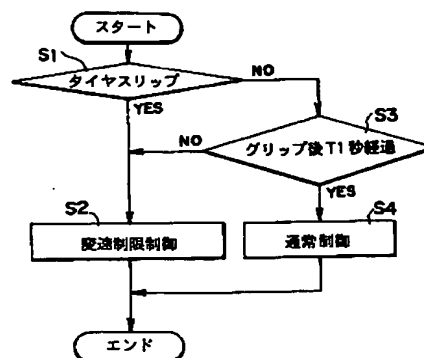 スタート
S1
タイヤスリップ
NO
YES
S3
NO
グリップ後T1秒経過
YES
S2
変速制限制御
S4
通常制御
エンド